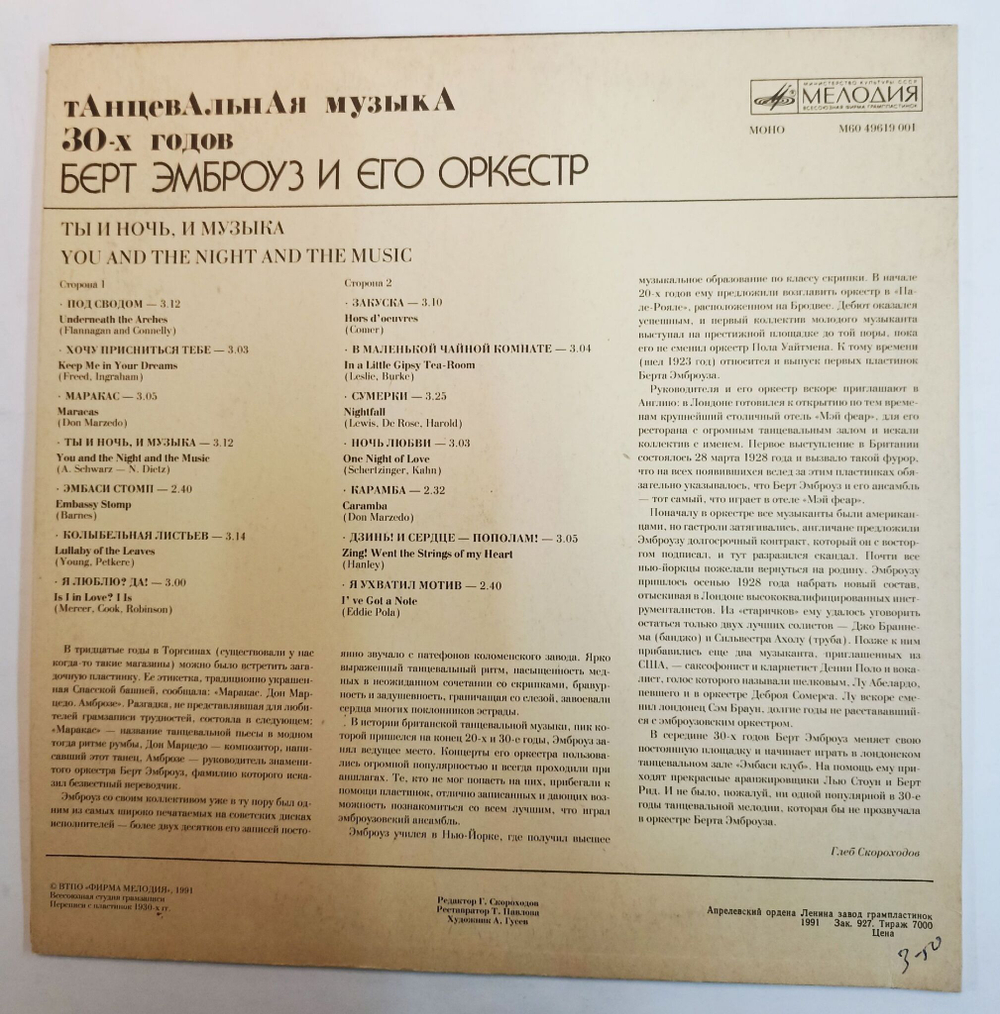 тАнцевАльнАя музыкА
30-х годов
БЕРТ ЭМБРОУЗ И ЕГО ОРКЕСТР
МИНИСТЕРСТВО КУЛЬТУРЫ СССР
МЕЛОДИЯ
ВСЕСОЮЗНАЯ ФИРМА ГРАМПЛАСТИНОК
МОНО М60 49619 001
ТЫ И НОЧЬ, И МУЗЫКА
YOU AND THE NIGHT AND THE MUSIC
Сторона 1
· ПОД СВОДОМ — 3.12
Underneath the Arches
(Flannagan and Connelly)
· ХОЧУ ПРИСНИТЬСЯ ТЕБЕ — 3.03
Keep Me in Your Dreams
(Freed, Ingraham)
· МАРАКАС — 3.05
Maracas
(Don Marzedo)
· ТЫ И НОЧЬ, И МУЗЫКА — 3.12
You and the Night and the Music
(A. Schwarz — N. Dietz)
· ЭМБАСИ СТОМП — 2.40
Embassy Stomp
(Barnes)
· КОЛЫБЕЛЬНАЯ ЛИСТЬЕВ — 3.14
Lullaby of the Leaves
(Young, Petkere)
· Я ЛЮБЛЮ? ДА! — 3.00
Is I in Love? I Is
(Mercer, Cook, Robinson)
Сторона 2
· ЗАКУСКА — 3.10
Hors d'oeuvres
(Comer)
· В МАЛЕНЬКОЙ ЧАЙНОЙ КОМНАТЕ — 3.04
In a Little Gipsy Tea-Room
(Leslie, Burke)
· СУМЕРКИ — 3.25
Nightfall
(Lewis, De Rose, Harold)
· НОЧЬ ЛЮБВИ — 3.03
One Night of Love
(Schertzinger, Kahn)
· КАРАМБА — 2.32
Caramba
(Don Marzedo)
· ДЗИНЬ! И СЕРДЦЕ — ПОПОЛАМ! — 3.05
Zing! Went the Strings of my Heart
(Hanley)
· Я УХВАТИЛ МОТИВ — 2.40
I' ve Got a Note
(Eddie Pola)
В тридцатые годы в Торгсинах (существовали у нас
когда-то такие магазины) можно было встретить зага-
дочную пластинку. Ее этикетка, традиционно украшен-
ная Спасской башней, сообщала: «Маракас. Дон Мар-
цедо. Амброзе». Разгадка, не представлявшая для люби-
телей грамзаписи трудностей, состояла в следующем:
«Маракас» — название танцевальной пьесы в модном
тогда ритме румбы, Дон Марцедо — композитор, напи-
савший этот танец, Амброзе — руководитель знамени-
того оркестра Берт Эмброуз, фамилию которого иска-
зил безвестный переводчик.
Эмброуз со своим коллективом уже в ту пору был од-
ним из самых широко печатаемых на советских дисках
исполнителей — более двух десятков его записей посто-
янно звучало с патефонов коломенского завода. Ярко
выраженный танцевальный ритм, насыщенность мед-
ных в неожиданном сочетании со скрипками, бравур-
ность и задушевность, граничащая со слезой, завоевали
сердца многих поклонников эстрады.
В истории британской танцевальной музыки, пик ко-
торой пришелся на конец 20-х и 30-е годы, Эмброуз за-
нял ведущее место. Концерты его оркестра пользова-
лись огромной популярностью и всегда проходили при
аншлагах. Те, кто не мог попасть на них, прибегали к
помощи пластинок, отлично записанных и дающих воз-
можность познакомиться со всем лучшим, что играл
эмброузовский ансамбль.
Эмброуз учился в Нью-Йорке, где получил высшее
музыкальное образование по классу скрипки. В начале
20-х годов ему предложили возглавить оркестр в «Па-
ле-Рояле», расположенном на Бродвее. Дебют оказался
успешным, и первый коллектив молодого музыканта
выступал на престижной площадке до той поры, пока
его не сменил оркестр Пола Уайтмена. К тому времени
(шел 1923 год) относится и выпуск первых пластинок
Берта Эмброуза.
Руководителя и его оркестр вскоре приглашают в
Англию: в Лондоне готовился к открытию по тем време-
нам крупнейший столичный отель «Мэй феар», для его
ресторана с огромным танцевальным залом и искали
коллектив с именем. Первое выступление в Британии
состоялось 28 марта 1928 года и вызвало такой фурор,
что на всех появившихся вслед за этим пластинках обя-
зательно указывалось, что Берт Эмброуз и его ансамбль
— тот самый, что играет в отеле «Мэй феар».
Поначалу в оркестре все музыканты были американ-
цами, но гастроли затягивались, англичане предложили
Эмброузу долгосрочный контракт, который он с востор-
гом подписал, и тут разразился скандал. Почти все
нью-йоркцы пожелали вернуться на родину. Эмброузу
пришлось осенью 1928 года набрать новый состав,
отыскивая в Лондоне высококвалифицированных инст-
рументалистов. Из «старичков» ему удалось уговорить
остаться только двух лучших солистов — Джо Бранне-
ма (банджо) и Сильвестра Ахолу (труба). Позже к ним
прибавились еще два музыканта, приглашенных из
США, — саксофонист и кларнетист Денни Поло и вока-
лист, голос которого называли шелковым, Лу Абелардо,
певшего и в оркестре Деброя Сомерса. Лу вскоре сме-
нил лондонец Сэм Браун, долгие годы не расстававший-
ся с эмброузовским оркестром.
В середине 30-х годов Берт Эмброуз меняет свою
постоянную площадку и начинает играть в лондонском
танцевальном зале «Эмбаси клуб». На помощь ему при-
ходят прекрасные аранжировщики Лью Стоун и Берт
Рид. И не было, пожалуй, ни одной популярной в 30-е
годы танцевальной мелодии, которая бы не прозвучала
в оркестре Берта Эмброуза.
Глеб Скороходов
© ВТПО «ФИРМА МЕЛОДИЯ», 1991
Всесоюзная студия грамзаписи
Перепись с пластинок 1930-х гг.
Редактор Г. Скороходов
Реставратор Т. Павлова
Художник А. Гусев
Апрелевский ордена Ленина завод грампластинок
1991 Зак. 927. Тираж 7000
Цена
3-50